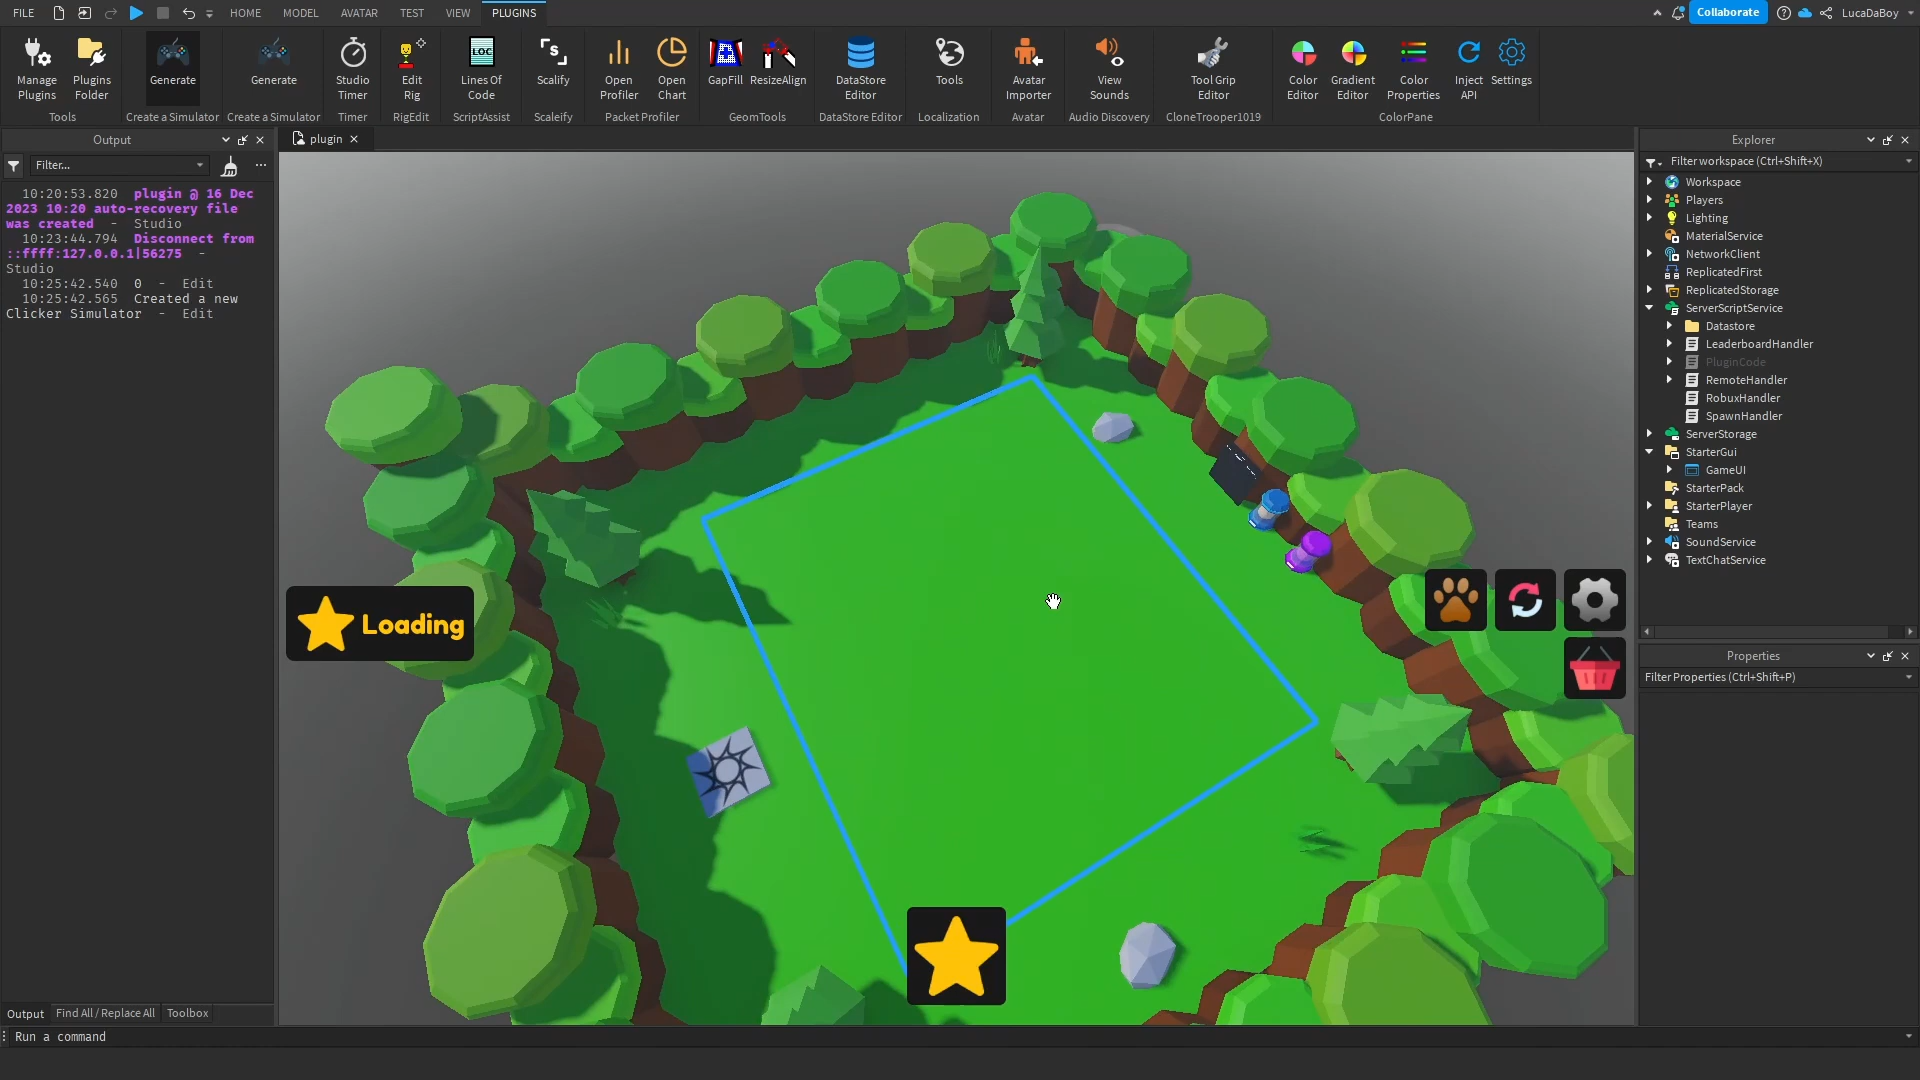 FILE HOME MODEL AVATAR TEST VIEW PLUGINS Collaborate LucaDaBoy
Manage Plugins
Plugins Folder
Generate
Generate
Studio Timer
Edit Rig
Lines Of Code
LOC
Scalify
Open Profiler
Open Chart
GapFill
ResizeAlign
DataStore Editor
Tools
Avatar Importer
View Sounds
Tool Grip Editor
Color Editor
Gradient Editor
Color Properties
Inject API
Settings
Tools
Create a Simulator
Create a Simulator
Timer
RigEdit
ScriptAssist
Scaleify
Packet Profiler
GeomTools
DataStore Editor
Localization
Avatar
Audio Discovery
CloneTrooper1019
ColorPane
Output
plugin
Explorer
Filter...
Filter workspace (Ctrl+Shift+X)
10:20:53.820 plugin @ 16 Dec
2023 10:20 auto-recovery file
was created - Studio
10:23:44.794 Disconnect from
::ffff:127.0.0.1|56275 -
Studio
10:25:42.540 0 - Edit
10:25:42.565 Created a new
Clicker Simulator - Edit
Loading
Workspace
Players
Lighting
MaterialService
NetworkClient
ReplicatedFirst
ReplicatedStorage
ServerScriptService
Datastore
LeaderboardHandler
PluginCode
RemoteHandler
RobuxHandler
SpawnHandler
ServerStorage
StarterGui
GameUI
StarterPack
StarterPlayer
Teams
SoundService
TextChatService
Properties
Filter Properties (Ctrl+Shift+P)
Output Find All / Replace All Toolbox
Run a command